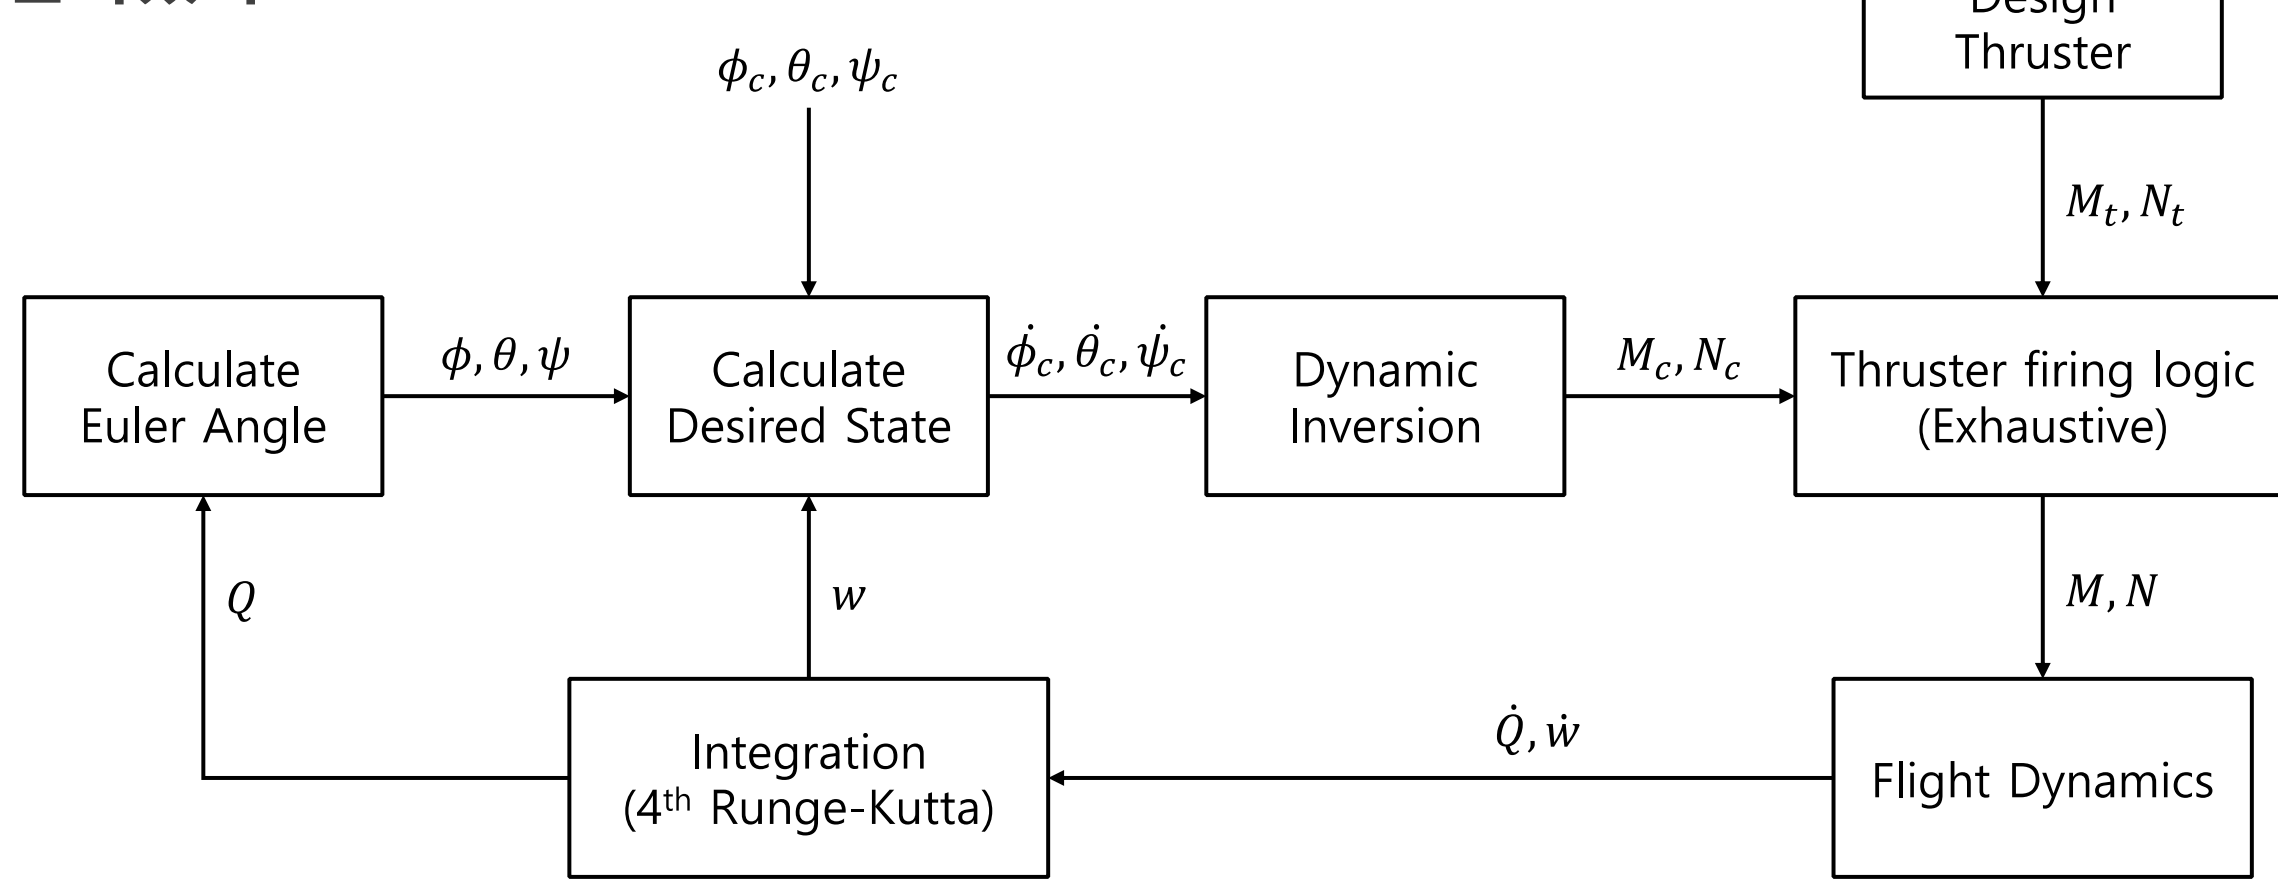 Design
Thruster
ϕ_c, θ_c, ψ_c
M_t, N_t
Calculate
Euler Angle
ϕ, θ, ψ
Calculate
Desired State
ϕ̇_c, θ̇_c, ψ̇_c
Dynamic
Inversion
M_c, N_c
Thruster firing logic
(Exhaustive)
Q
w
M, N
Integration
(4th Runge-Kutta)
Q̇, ẇ
Flight Dynamics